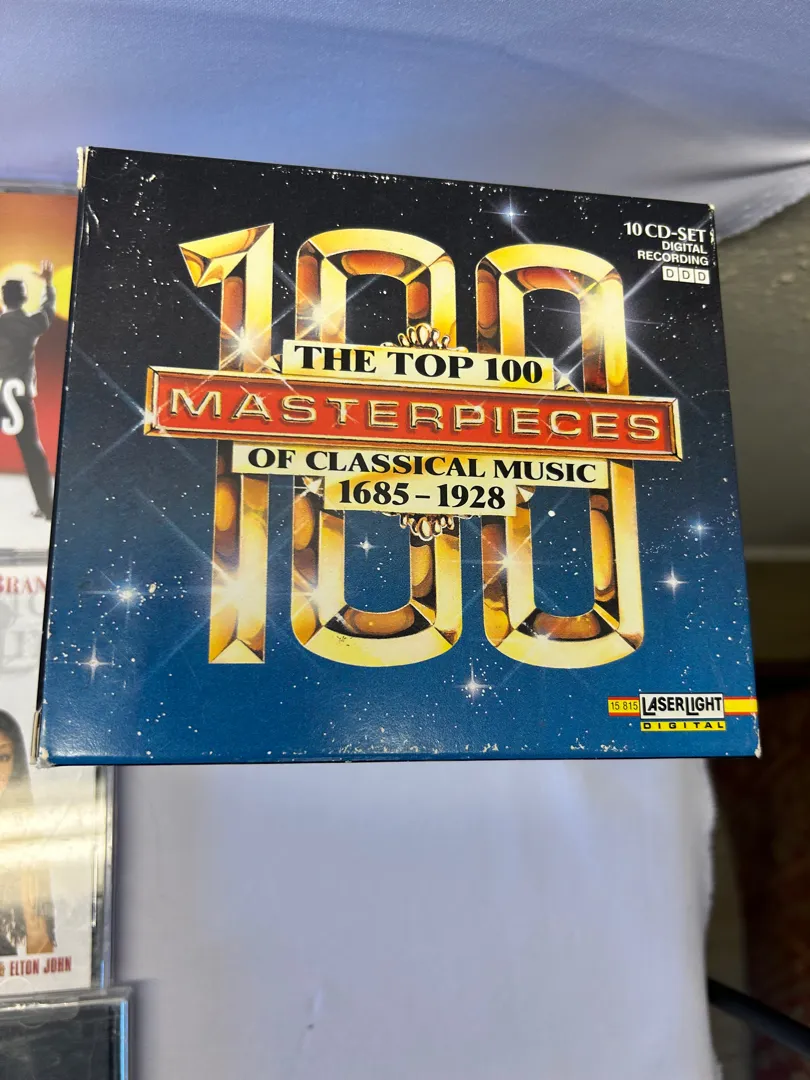 10 CD-SET
DIGITAL
RECORDING
DDD
100
THE TOP 100
MASTERPIECES
OF CLASSICAL MUSIC
1685–1928
15 815 LASERLIGHT
DIGITAL
S
BRAN
ELTON JOHN